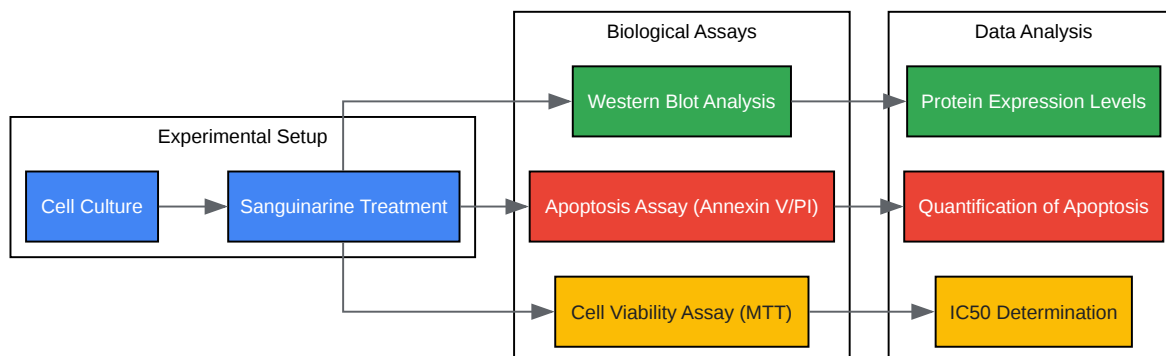 Experimental Setup
Cell Culture
Sanguinarine Treatment
Biological Assays
Western Blot Analysis
Apoptosis Assay (Annexin V/PI)
Cell Viability Assay (MTT)
Data Analysis
Protein Expression Levels
Quantification of Apoptosis
IC50 Determination